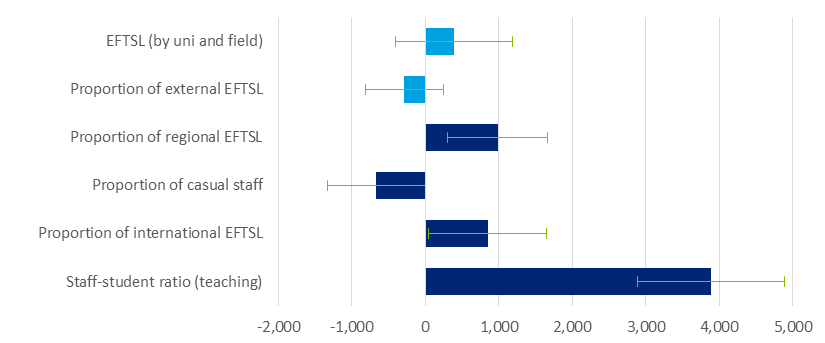 EFTSL (by uni and field)
Proportion of external EFTSL
Proportion of regional EFTSL
Proportion of casual staff
Proportion of international EFTSL
Staff-student ratio (teaching)
-2,000 -1,000 0 1,000 2,000 3,000 4,000 5,000